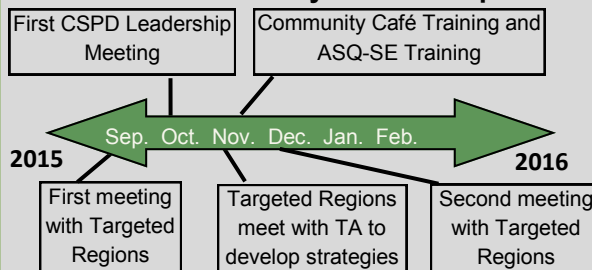 First CSPD Leadership
Meeting
Community Café Training and
ASQ-SE Training
Sep. Oct. Nov. Dec. Jan. Feb.
2015
2016
First meeting
with Targeted
Regions
Targeted Regions
meet with TA to
develop strategies
Second meeting
with Targeted
Regions